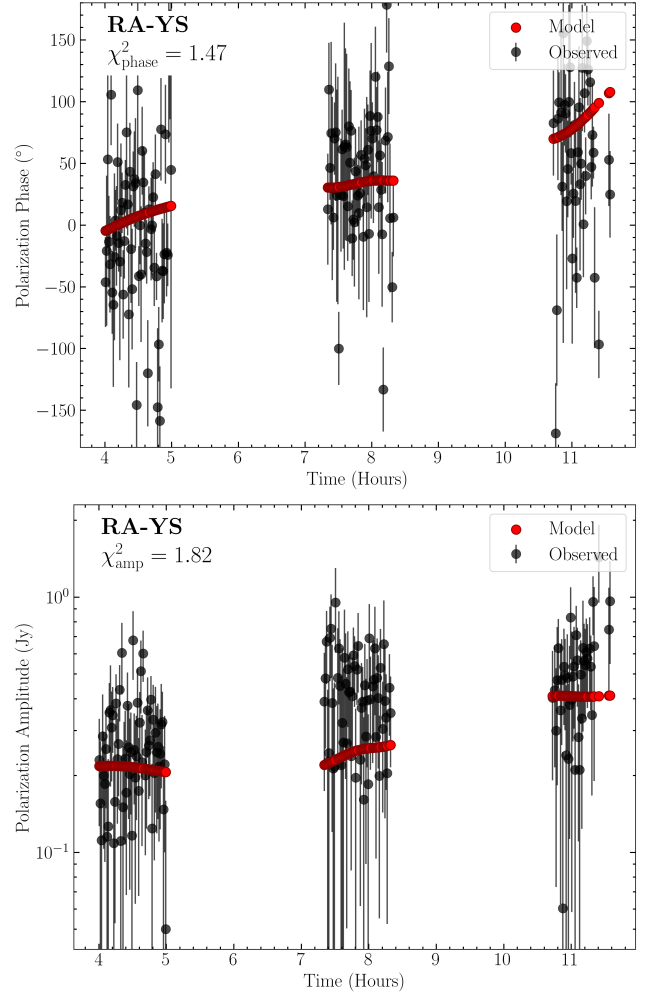 RA-YS
χ²phase = 1.47
Model
Observed
Polarization Phase (°)
150
100
50
0
−50
−100
−150
4 5 6 7 8 9 10 11
Time (Hours)
RA-YS
χ²amp = 1.82
Model
Observed
Polarization Amplitude (Jy)
10⁰
10⁻¹
4 5 6 7 8 9 10 11
Time (Hours)